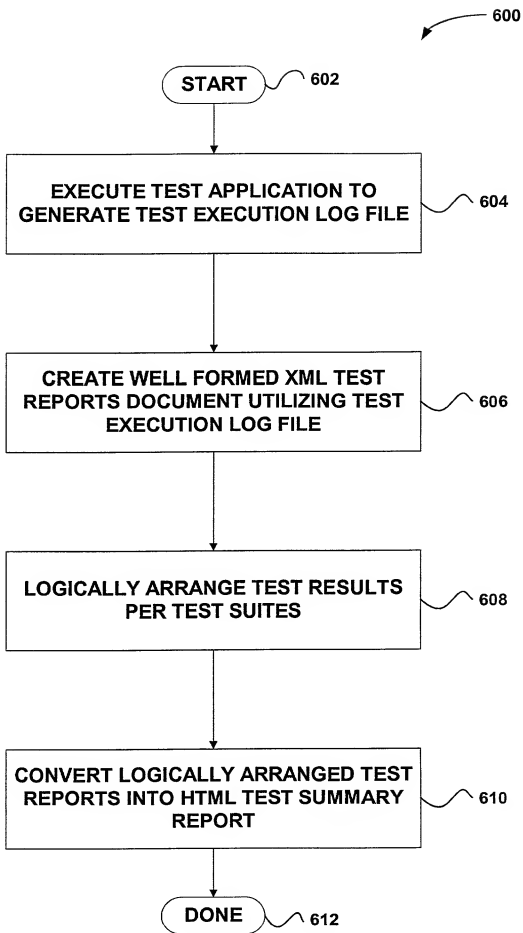 600
START
602
EXECUTE TEST APPLICATION TO
GENERATE TEST EXECUTION LOG FILE
604
CREATE WELL FORMED XML TEST
REPORTS DOCUMENT UTILIZING TEST
EXECUTION LOG FILE
606
LOGICALLY ARRANGE TEST RESULTS
PER TEST SUITES
608
CONVERT LOGICALLY ARRANGED TEST
REPORTS INTO HTML TEST SUMMARY
REPORT
610
DONE
612